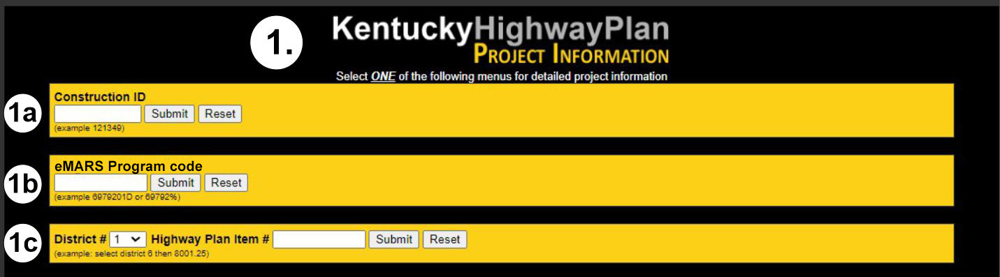 1.
KentuckyHighwayPlan
PROJECT INFORMATION
Select ONE of the following menus for detailed project information
1a
Construction ID
Submit Reset
(example 121349)
1b
eMARS Program code
Submit Reset
(example 6979201D or 69792%)
1c
District # 1 Highway Plan Item # Submit Reset
(example: select district 6 then 8001.25)